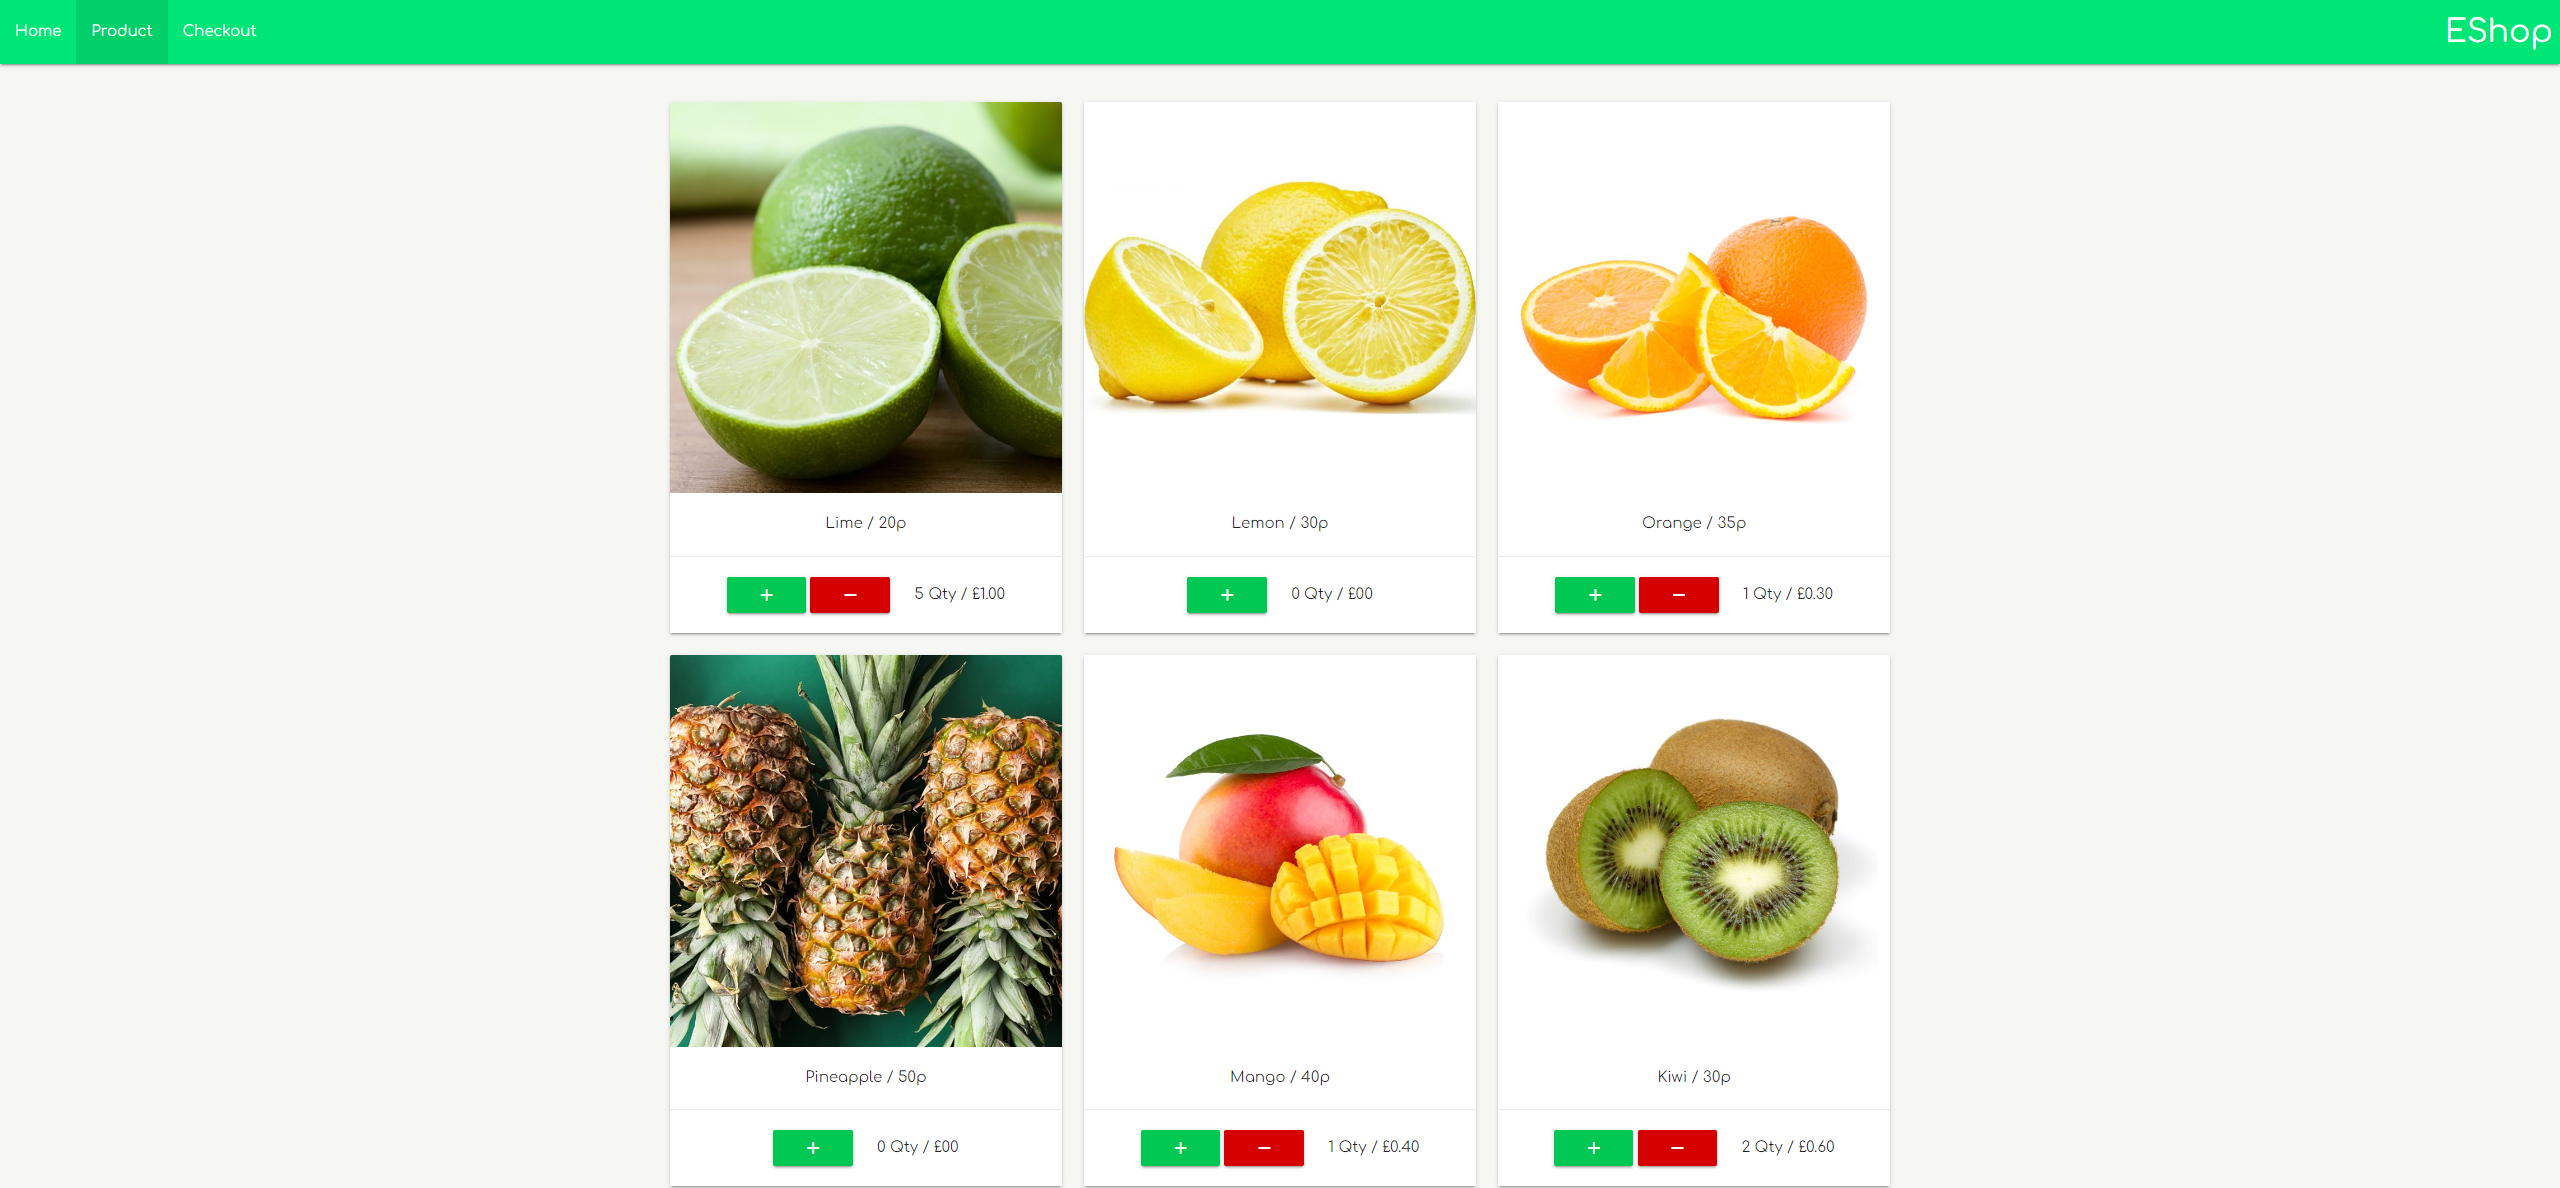 Home Product Checkout EShop
Lime / 20p
Lemon / 30p
Orange / 35p
+ − 5 Qty / £1.00
+ 0 Qty / £00
+ − 1 Qty / £0.30
Pineapple / 50p
Mango / 40p
Kiwi / 30p
+ 0 Qty / £00
+ − 1 Qty / £0.40
+ − 2 Qty / £0.60